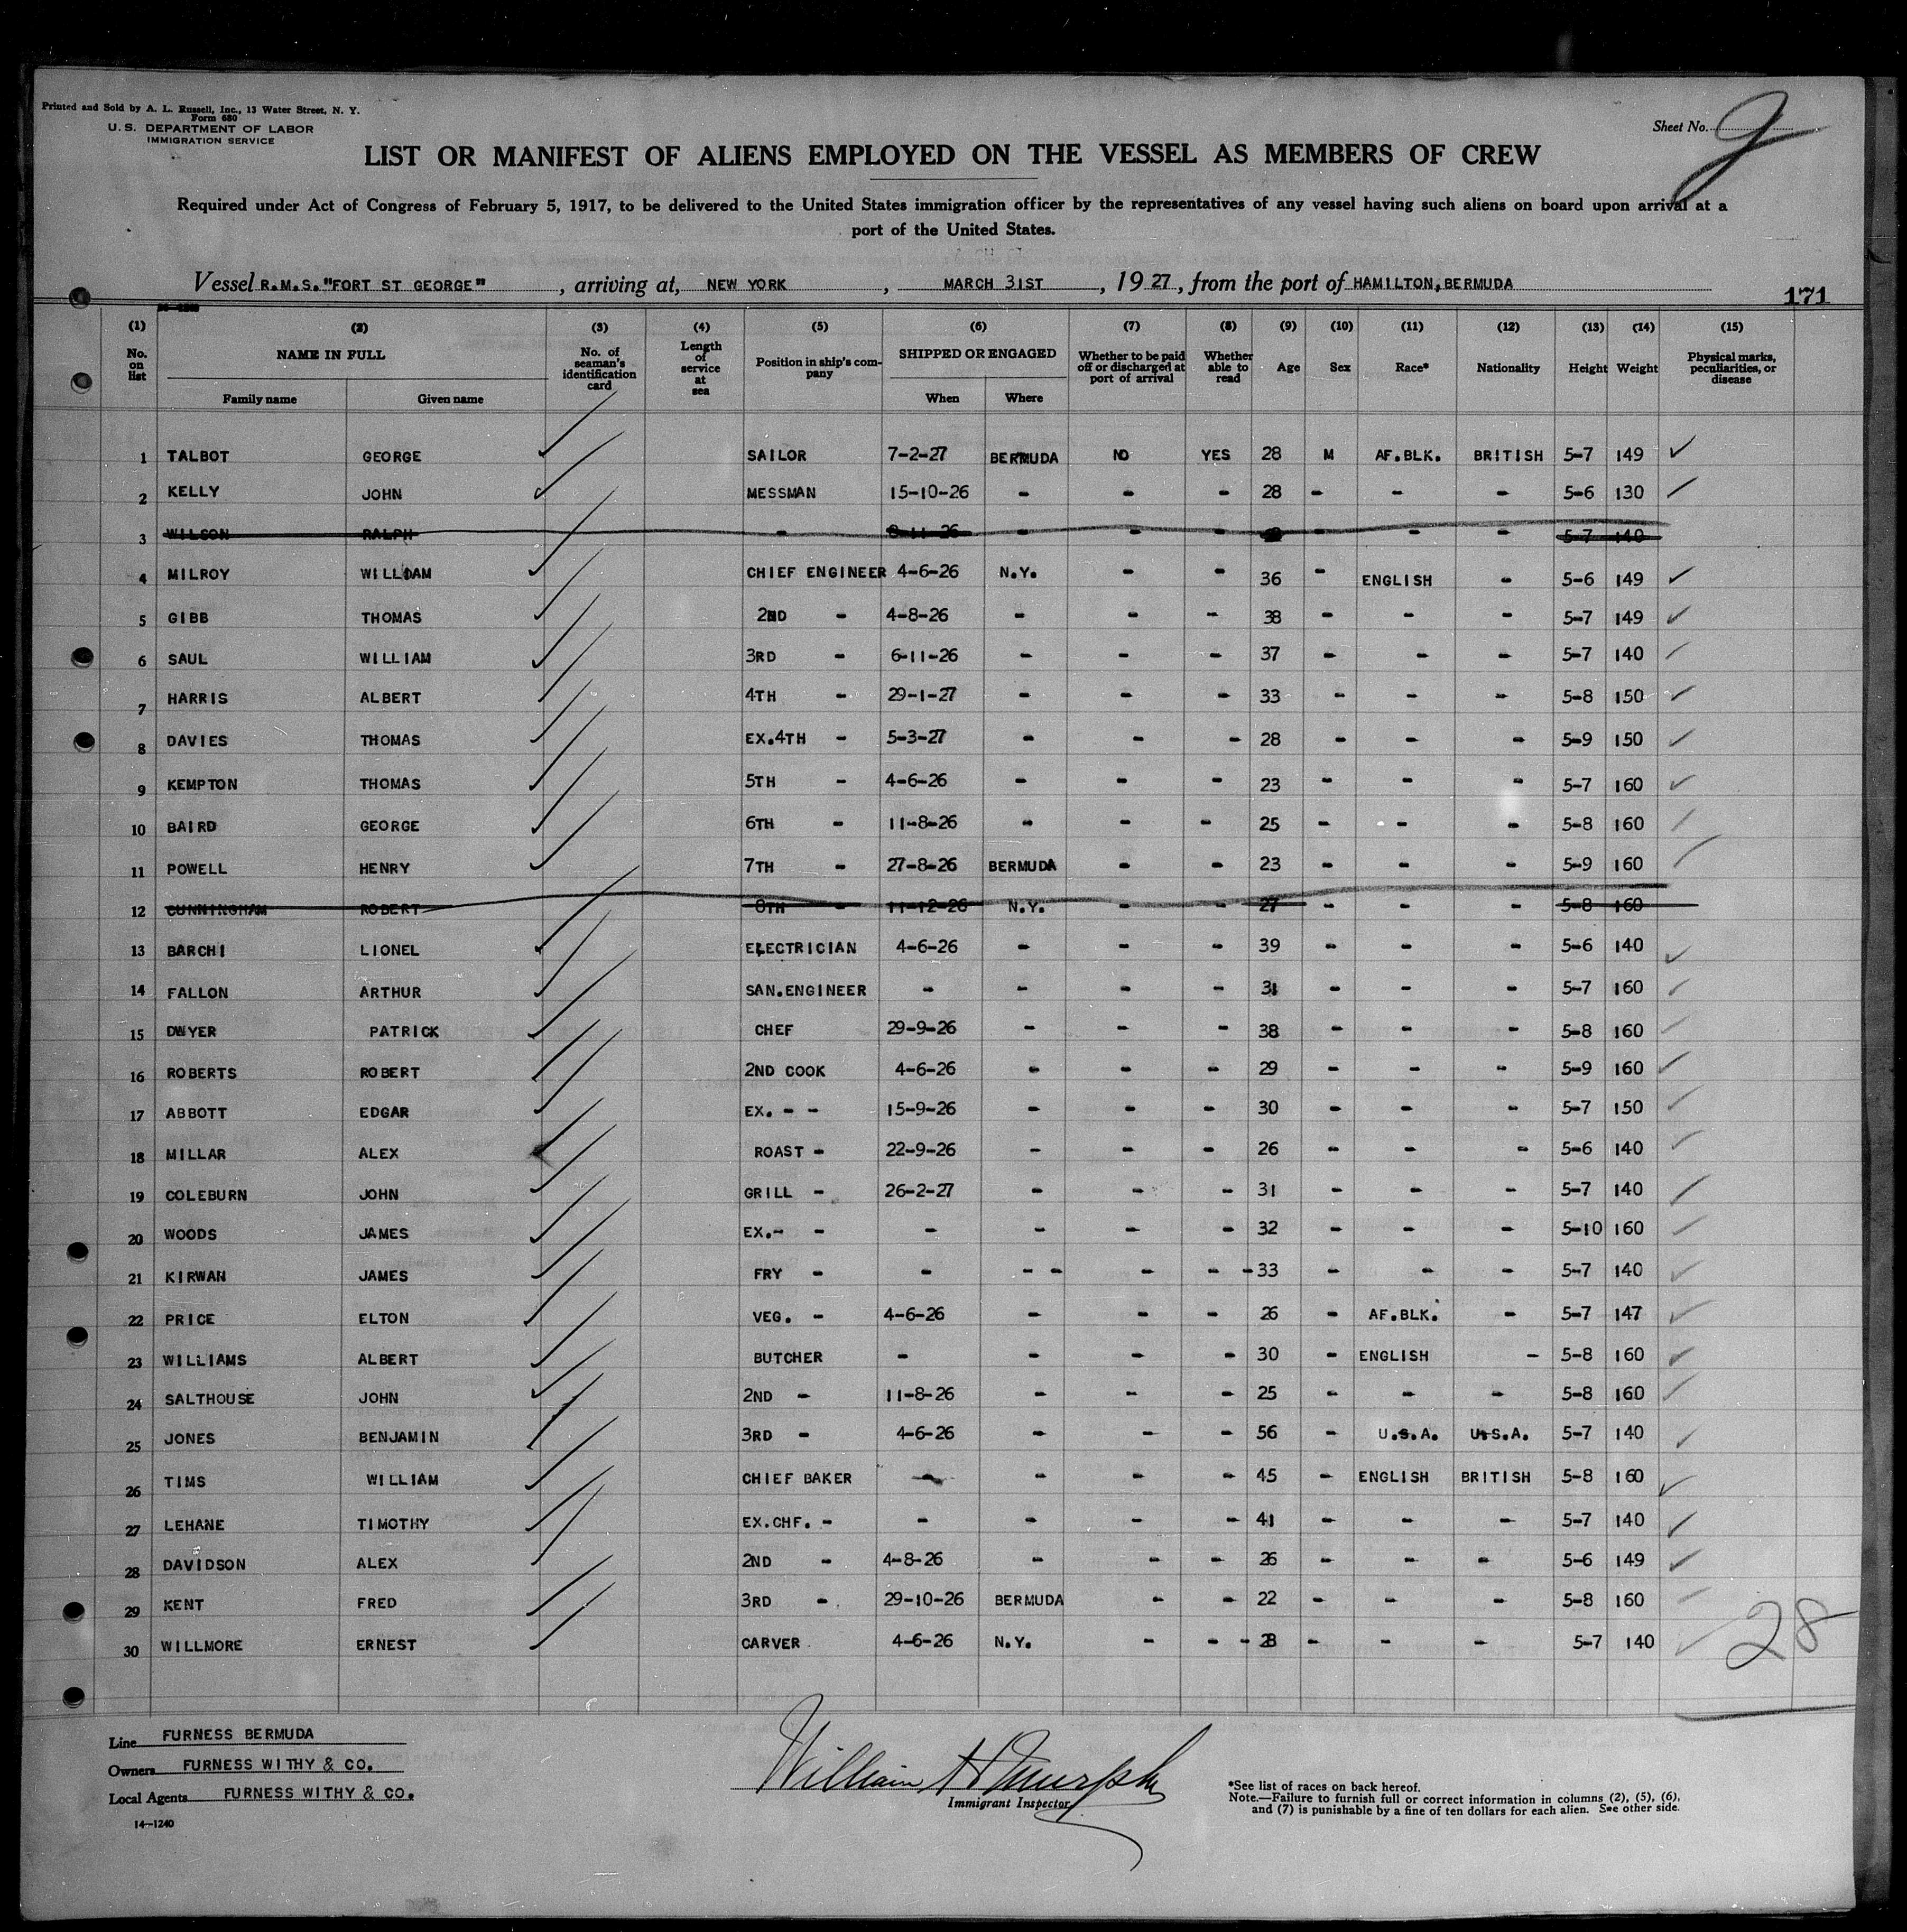 Printed and Sold by A. L. Russell, Inc., 13 Water Street, N. Y.
Form 680
U.S. DEPARTMENT OF LABOR
IMMIGRATION SERVICE
Sheet No.
LIST OR MANIFEST OF ALIENS EMPLOYED ON THE VESSEL AS MEMBERS OF CREW
Required under Act of Congress of February 5, 1917, to be delivered to the United States immigration officer by the representatives of any vessel having such aliens on board upon arrival at a
port of the United States.
Vessel R.M.S. "FORT ST GEORGE", arriving at, NEW YORK, MARCH 31ST, 1927, from the port of HAMILTON, BERMUDA
171
(1) (2) (3) (4) (5) (6) (7) (8) (9) (10) (11) (12) (13) (14) (15)
No. on list NAME IN FULL No. of seaman's identification card Length of service at sea Position in ship's company SHIPPED OR ENGAGED Whether to be paid off or discharged at port of arrival Whether able to read Age Sex Race* Nationality Height Weight Physical marks, peculiarities, or disease
Family name Given name When Where
1 TALBOT GEORGE SAILOR 7-2-27 BERMUDA NO YES 28 M AF.BLK. BRITISH 5-7 149
2 KELLY JOHN MESSMAN 15-10-26 - - - 28 - - - 5-6 130
3 WILSON RALPH - 8-11-26 - - - - - - 5-7 140
4 MILROY WILLIAM CHIEF ENGINEER 4-6-26 N.Y. - - 36 - ENGLISH - 5-6 149
5 GIBB THOMAS 2ND - 4-8-26 - - - 38 - - - 5-7 149
6 SAUL WILLIAM 3RD - 6-11-26 - - - 37 - - - 5-7 140
7 HARRIS ALBERT 4TH - 29-1-27 - - - 33 - - - 5-8 150
8 DAVIES THOMAS EX.4TH - 5-3-27 - - - 28 - - - 5-9 150
9 KEMPTON THOMAS 5TH - 4-6-26 - - - 23 - - - 5-7 160
10 BAIRD GEORGE 6TH - 11-8-26 - - - 25 - - - 5-8 160
11 POWELL HENRY 7TH - 27-8-26 BERMUDA - - 23 - - - 5-9 160
12 CUNNINGHAM ROBERT 8TH - 11-12-26 N.Y. - - 27 - - - 5-8 160
13 BARCHI LIONEL ELECTRICIAN 4-6-26 - - - 39 - - - 5-6 140
14 FALLON ARTHUR SAN.ENGINEER - - - - 31 - - - 5-7 160
15 DWYER PATRICK CHEF 29-9-26 - - - 38 - - - 5-8 160
16 ROBERTS ROBERT 2ND COOK 4-6-26 - - - 29 - - - 5-9 160
17 ABBOTT EDGAR EX. - - 15-9-26 - - - 30 - - - 5-7 150
18 MILLAR ALEX ROAST - 22-9-26 - - - 26 - - - 5-6 140
19 COLEBURN JOHN GRILL - 26-2-27 - - - 31 - - - 5-7 140
20 WOODS JAMES EX.- - - - - - 32 - - - 5-10 160
21 KIRWAN JAMES FRY - - - - - - -33 - - 5-7 140
22 PRICE ELTON VEG. - 4-6-26 - - - 26 - AF.BLK. - 5-7 147
23 WILLIAMS ALBERT BUTCHER - - - - 30 - ENGLISH - 5-8 160
24 SALTHOUSE JOHN 2ND - 11-8-26 - - - 25 - - - 5-8 160
25 JONES BENJAMIN 3RD - 4-6-26 - - - 56 - U.S.A. U.S.A. 5-7 140
26 TIMS WILLIAM CHIEF BAKER - - - - 45 - ENGLISH BRITISH 5-8 160
27 LEHANE TIMOTHY EX.CHF. - - - - - 41 - - - 5-7 140
28 DAVIDSON ALEX 2ND - 4-8-26 - - - 26 - - - 5-6 149
29 KENT FRED 3RD - 29-10-26 BERMUDA - - 22 - - - 5-8 160
30 WILLMORE ERNEST CARVER 4-6-26 N.Y. - - - 28 - - - 5-7 140
28
Line FURNESS BERMUDA
Owners FURNESS WITHY & CO.
Local Agents FURNESS WITHY & CO.
14-1240
William H Murphy
Immigrant Inspector
*See list of races on back hereof.
Note.—Failure to furnish full or correct information in columns (2), (5), (6),
and (7) is punishable by a fine of ten dollars for each alien. See other side.